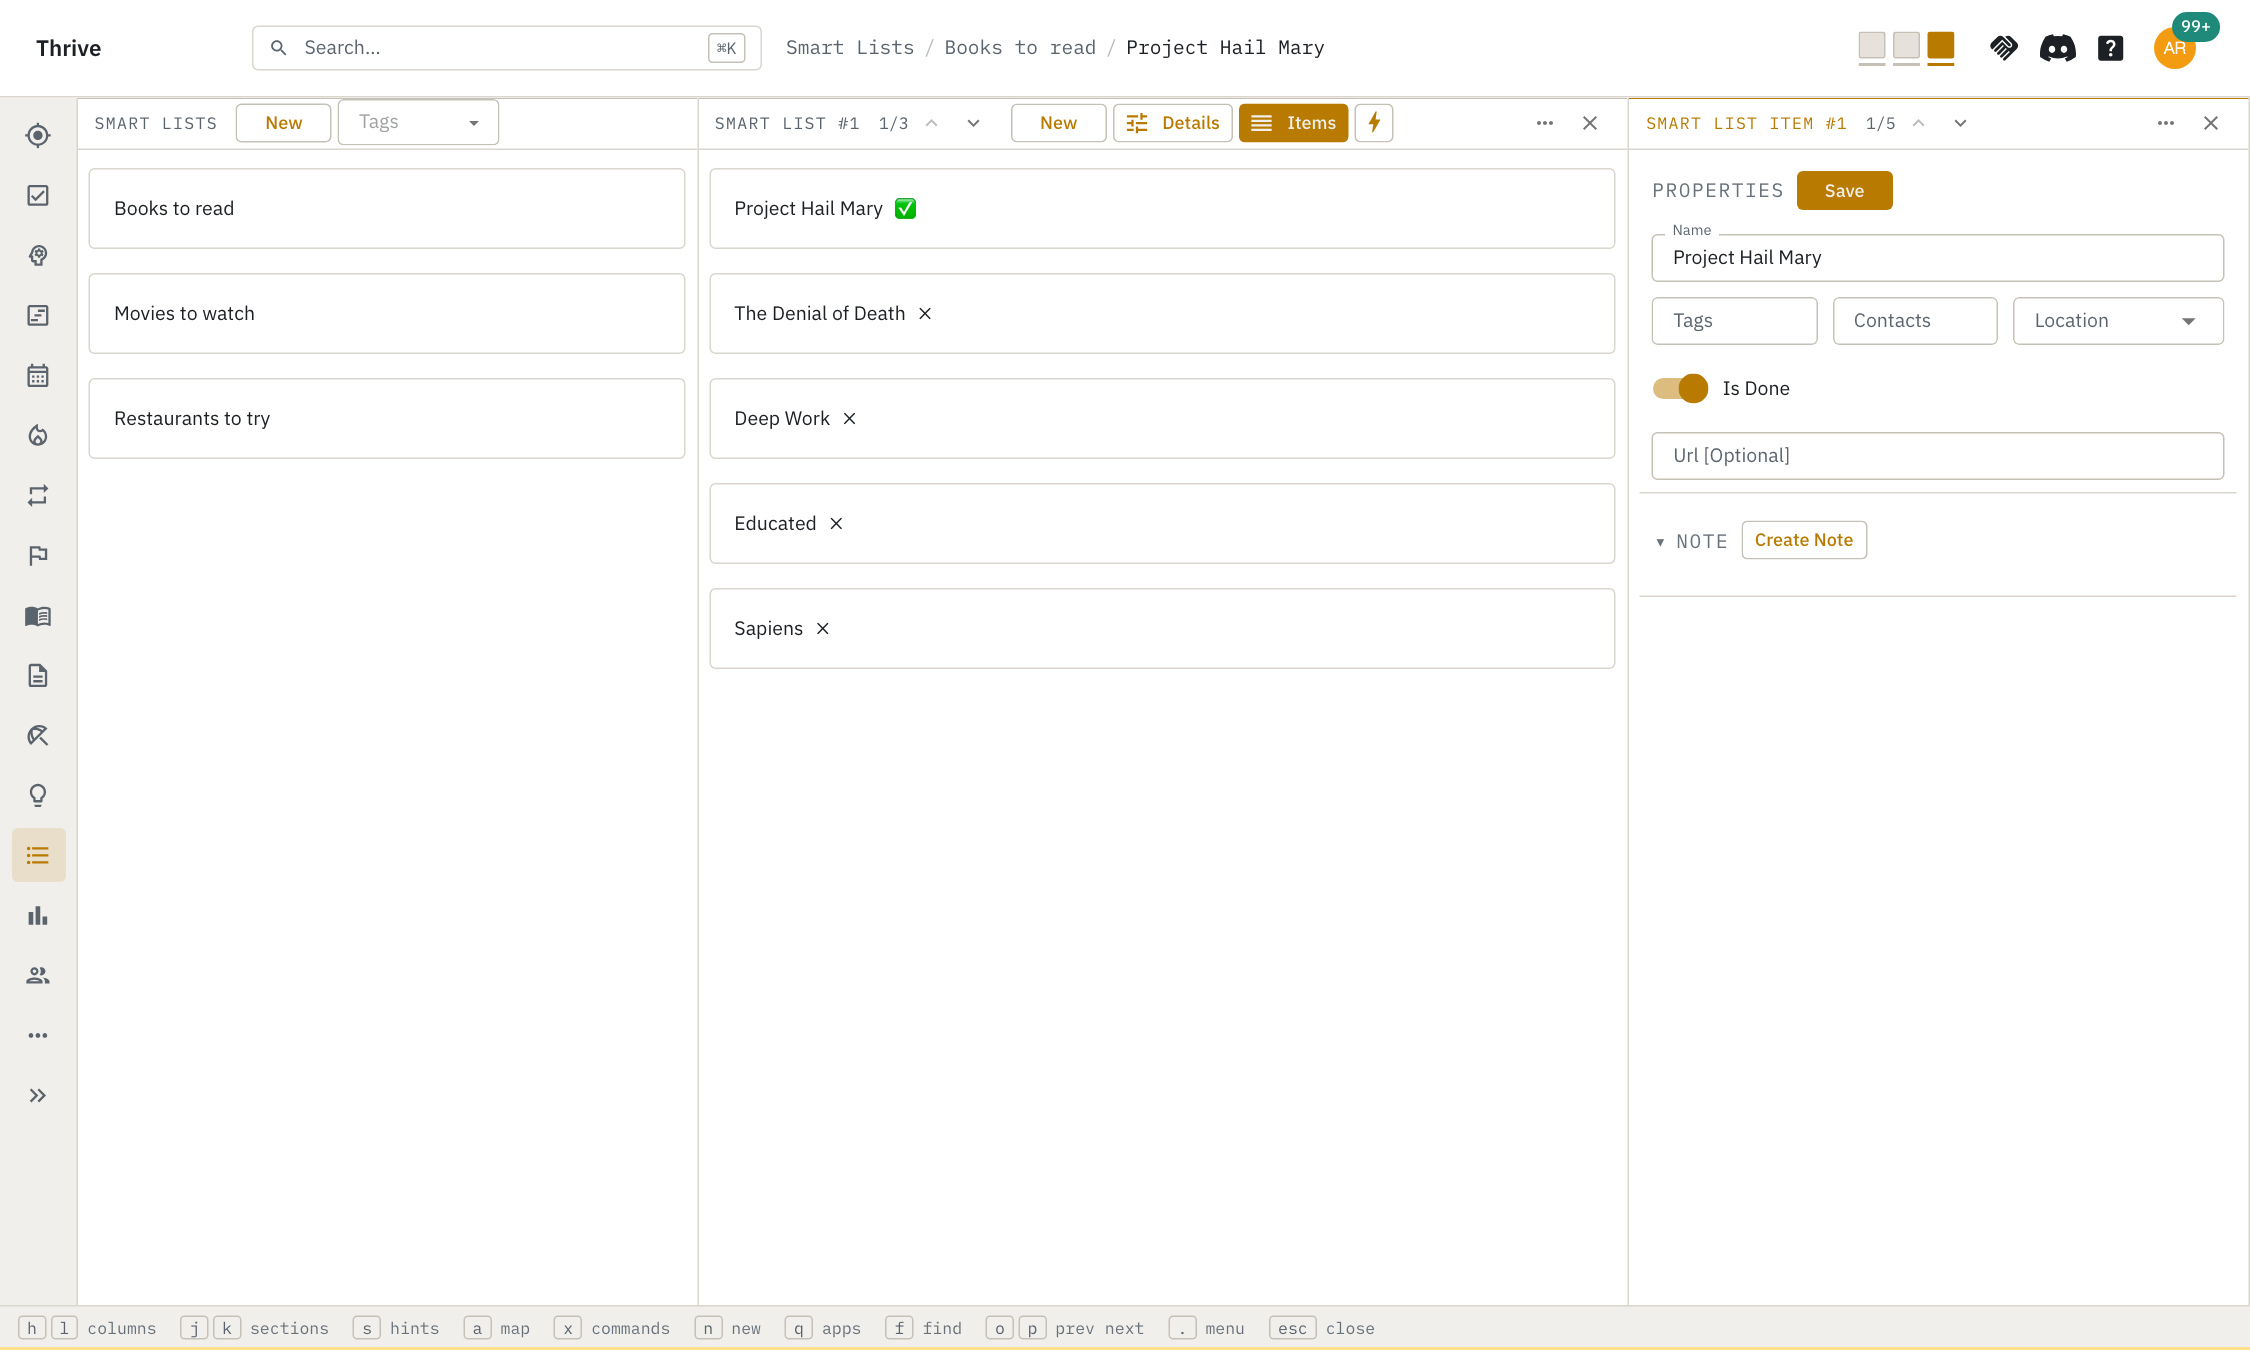 Thrive
Search...
⌘K
Smart Lists / Books to read / Project Hail Mary
99+
AR
SMART LISTS
New
Tags
SMART LIST #1 1/3
New
Details
Items
SMART LIST ITEM #1 1/5
Books to read
Movies to watch
Restaurants to try
Project Hail Mary ✅
The Denial of Death ✕
Deep Work ✕
Educated ✕
Sapiens ✕
PROPERTIES
Save
Name
Project Hail Mary
Tags
Contacts
Location
Is Done
Url [Optional]
▾ NOTE
Create Note
h l columns j k sections s hints a map x commands n new q apps f find o p prev next . menu esc close